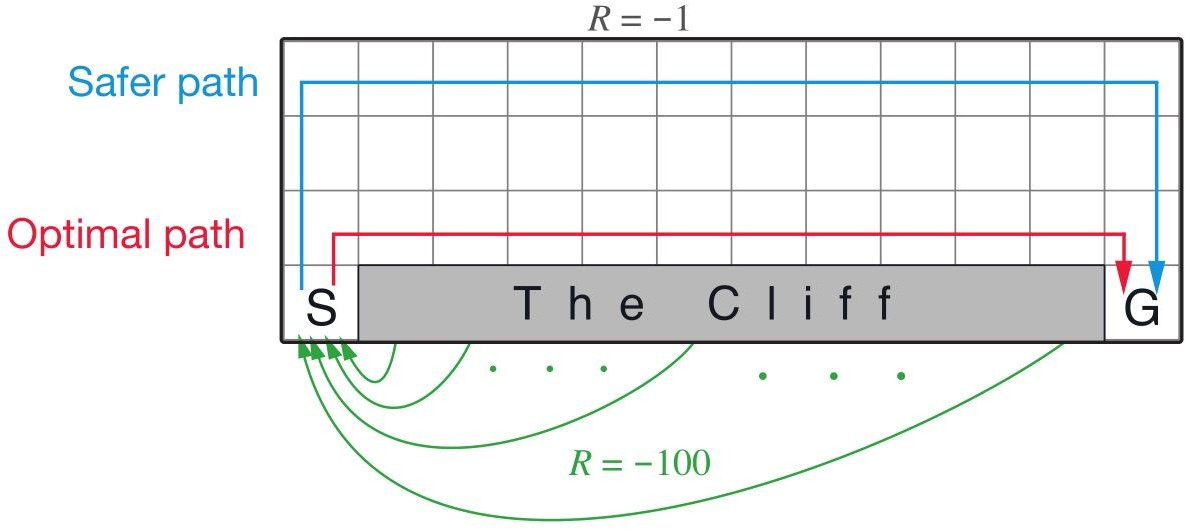 R = −1
Safer path
Optimal path
S
The Cliff
G
R = −100